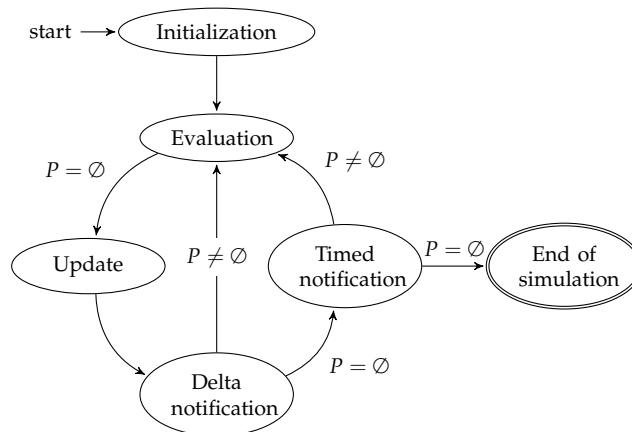 start
Initialization
Evaluation
P = ∅
P ≠ ∅
Update
P ≠ ∅
Timed
notification
P = ∅
End of
simulation
P = ∅
Delta
notification